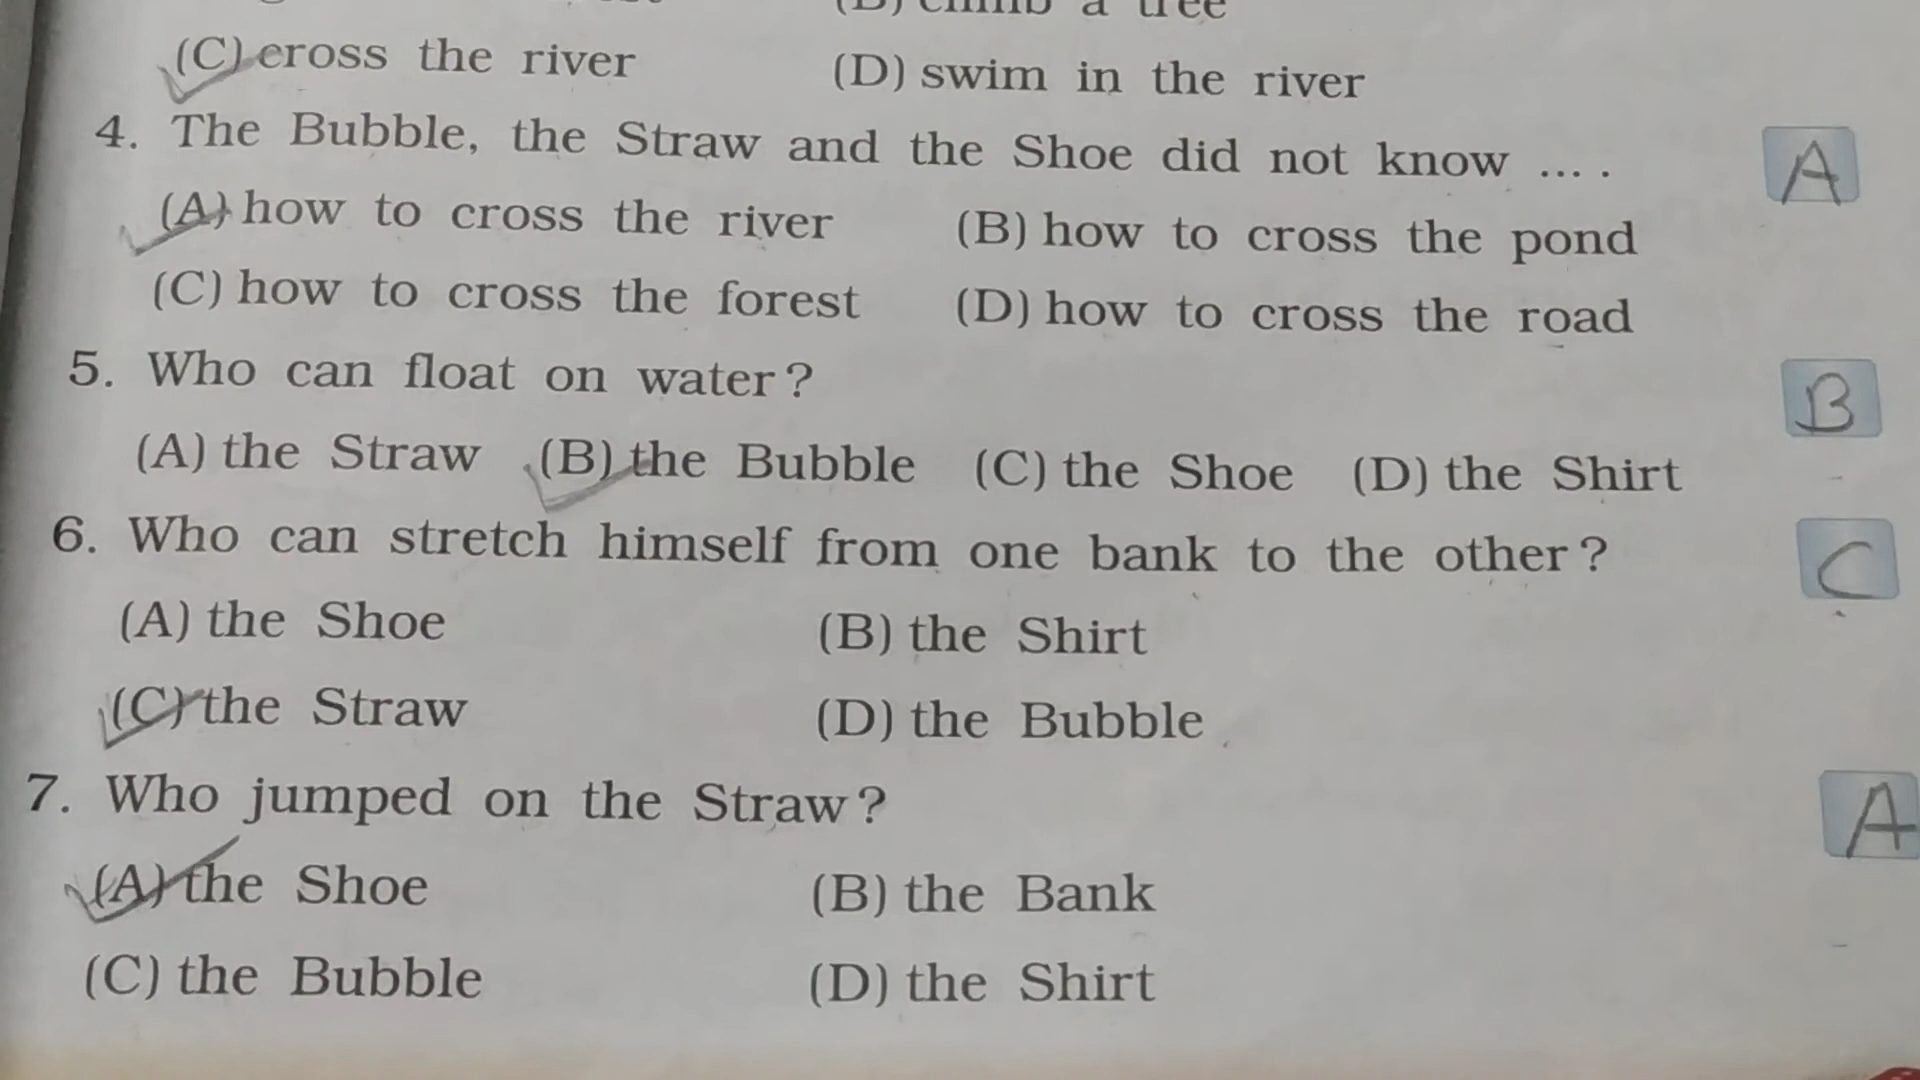 (B) climb a tree
(C) cross the river (D) swim in the river
4. The Bubble, the Straw and the Shoe did not know .... . A
(A) how to cross the river (B) how to cross the pond
(C) how to cross the forest (D) how to cross the road
5. Who can float on water? B
(A) the Straw (B) the Bubble (C) the Shoe (D) the Shirt
6. Who can stretch himself from one bank to the other? C
(A) the Shoe (B) the Shirt
(C) the Straw (D) the Bubble
7. Who jumped on the Straw? A
(A) the Shoe (B) the Bank
(C) the Bubble (D) the Shirt